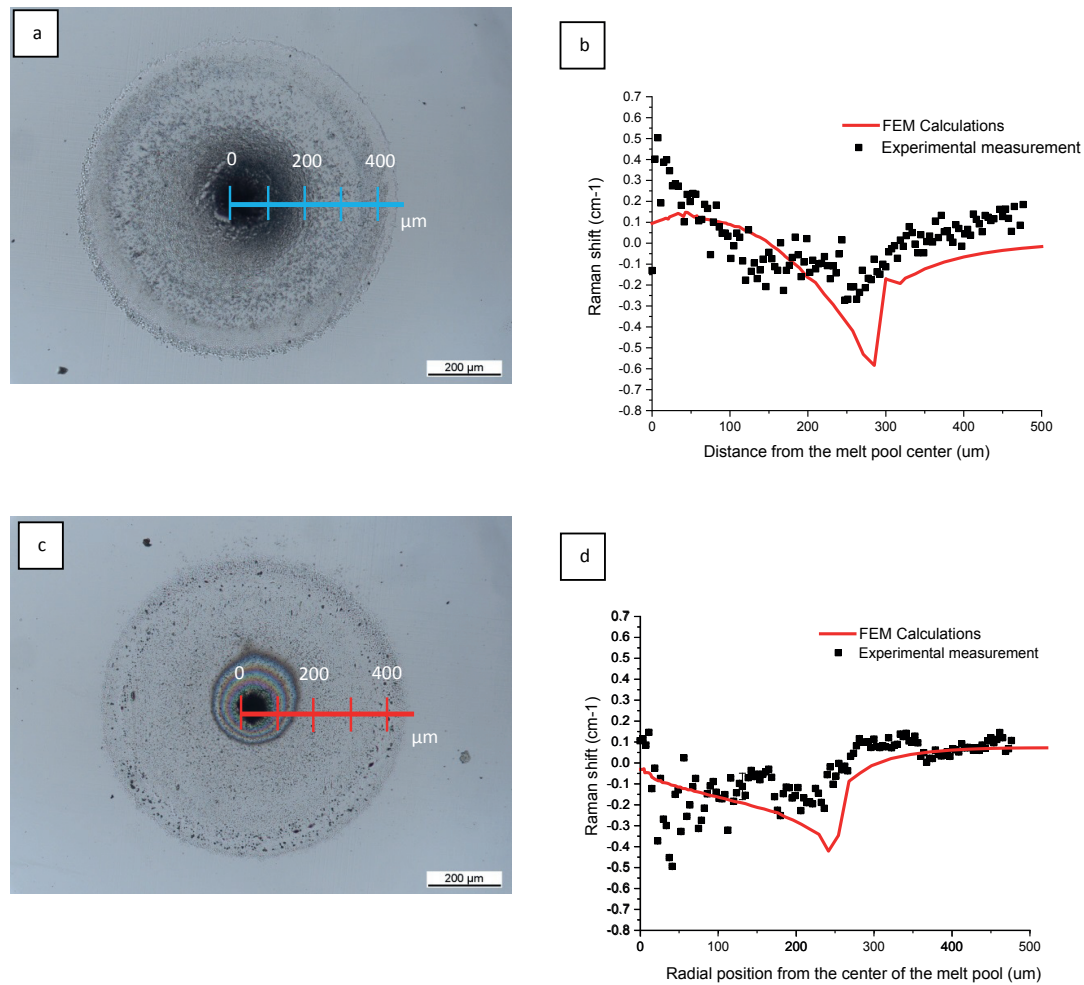 a
0 200 400
µm
200 µm
b
0.7
0.6
0.5
0.4
0.3
0.2
0.1
0.0
-0.1
-0.2
-0.3
-0.4
-0.5
-0.6
-0.7
-0.8
0 100 200 300 400 500
Raman shift (cm-1)
Distance from the melt pool center (um)
FEM Calculations
Experimental measurement
c
0 200 400
µm
200 µm
d
0.7
0.6
0.5
0.4
0.3
0.2
0.1
0.0
-0.1
-0.2
-0.3
-0.4
-0.5
-0.6
-0.7
-0.8
0 100 200 300 400 500
Raman shift (cm-1)
Radial position from the center of the melt pool (um)
FEM Calculations
Experimental measurement